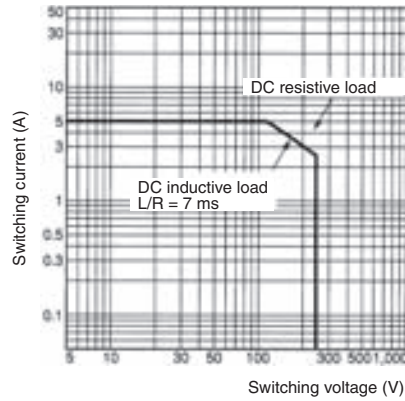 50
10
DC resistive load
5
3
DC inductive load
L/R = 7 ms
1
0.5
0.3
0.1
Switching current (A)
5 10 30 50 100 300 500 1,000
Switching voltage (V)